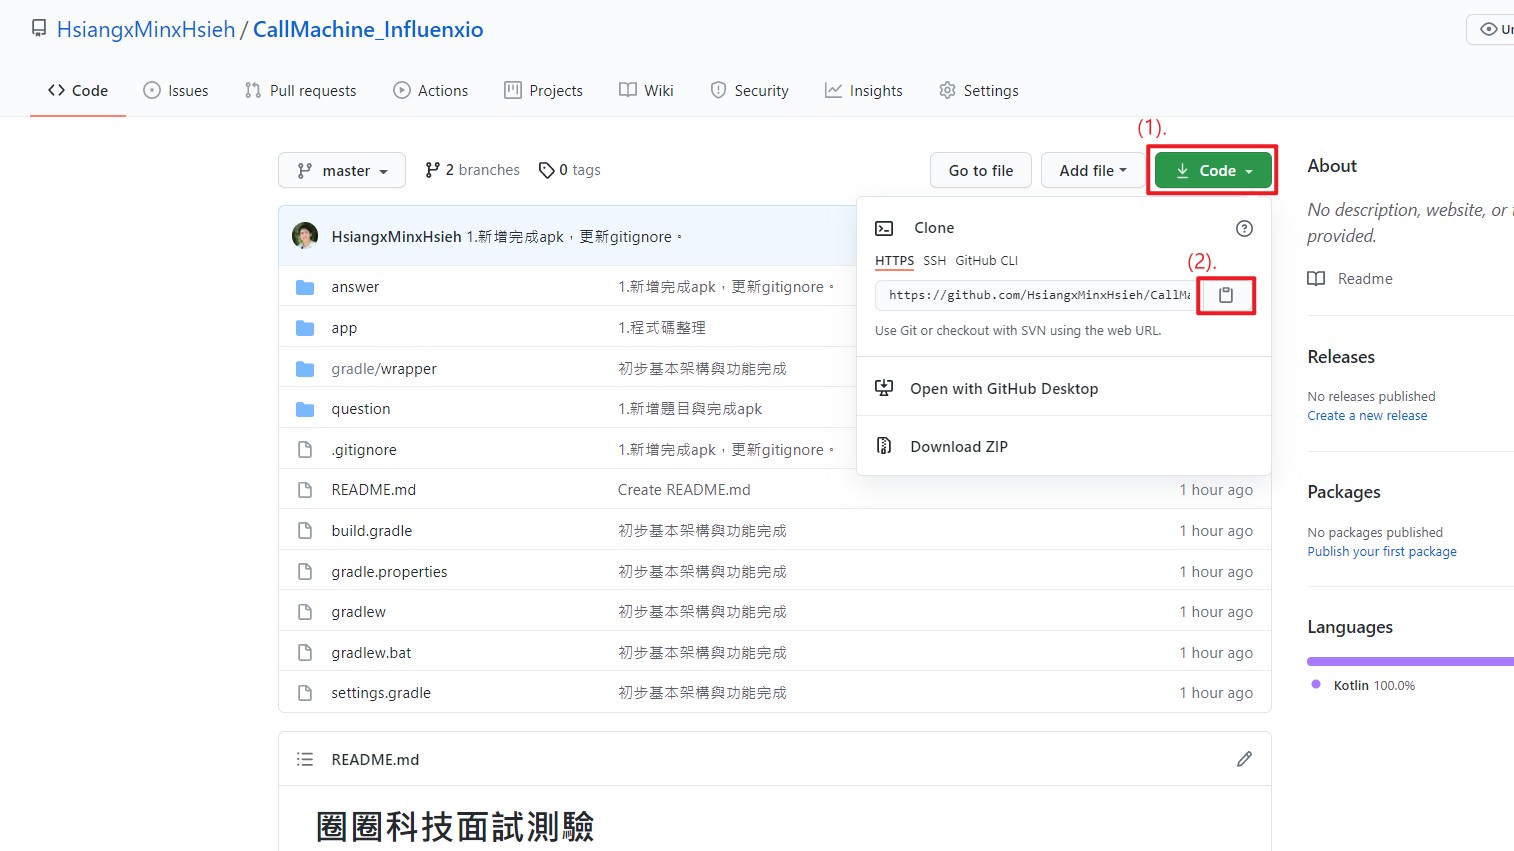 HsiangxMinxHsieh / CallMachine_Influenxio
Un
Code Issues Pull requests Actions Projects Wiki Insights Settings
(1).
master 2 branches 0 tags Go to file Add file Code
HsiangxMinxHsieh 1.新增完成apk，更新gitignore。
answer 1.新增完成apk，更新gitignore。
app 1.程式碼整理
gradle/wrapper 初步基本架構與功能完成
question 1.新增題目與完成apk
.gitignore 1.新增完成apk，更新gitignore。
README.md Create README.md 1 hour ago
build.gradle 初步基本架構與功能完成 1 hour ago
gradle.properties 初步基本架構與功能完成 1 hour ago
gradlew 初步基本架構與功能完成 1 hour ago
gradlew.bat 初步基本架構與功能完成 1 hour ago
settings.gradle 初步基本架構與功能完成 1 hour ago
Clone
HTTPS SSH GitHub CLI
(2).
https://github.com/HsiangxMinxHsieh/CallMa
Use Git or checkout with SVN using the web URL.
Open with GitHub Desktop
Download ZIP
README.md
圈圈科技面試測驗
About
No description, website, or
provided.
Readme
Releases
No releases published
Create a new release
Packages
No packages published
Publish your first package
Languages
Kotlin 100.0%